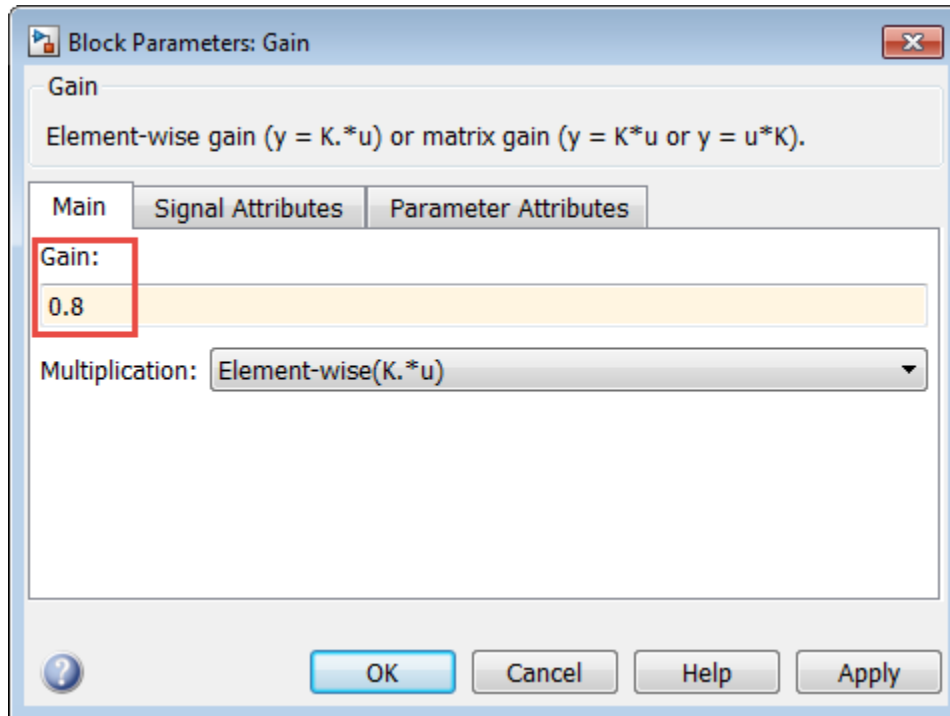 Block Parameters: Gain
Gain
Element-wise gain (y = K.*u) or matrix gain (y = K*u or y = u*K).
Main Signal Attributes Parameter Attributes
Gain:
0.8
Multiplication: Element-wise(K.*u)
? OK Cancel Help Apply